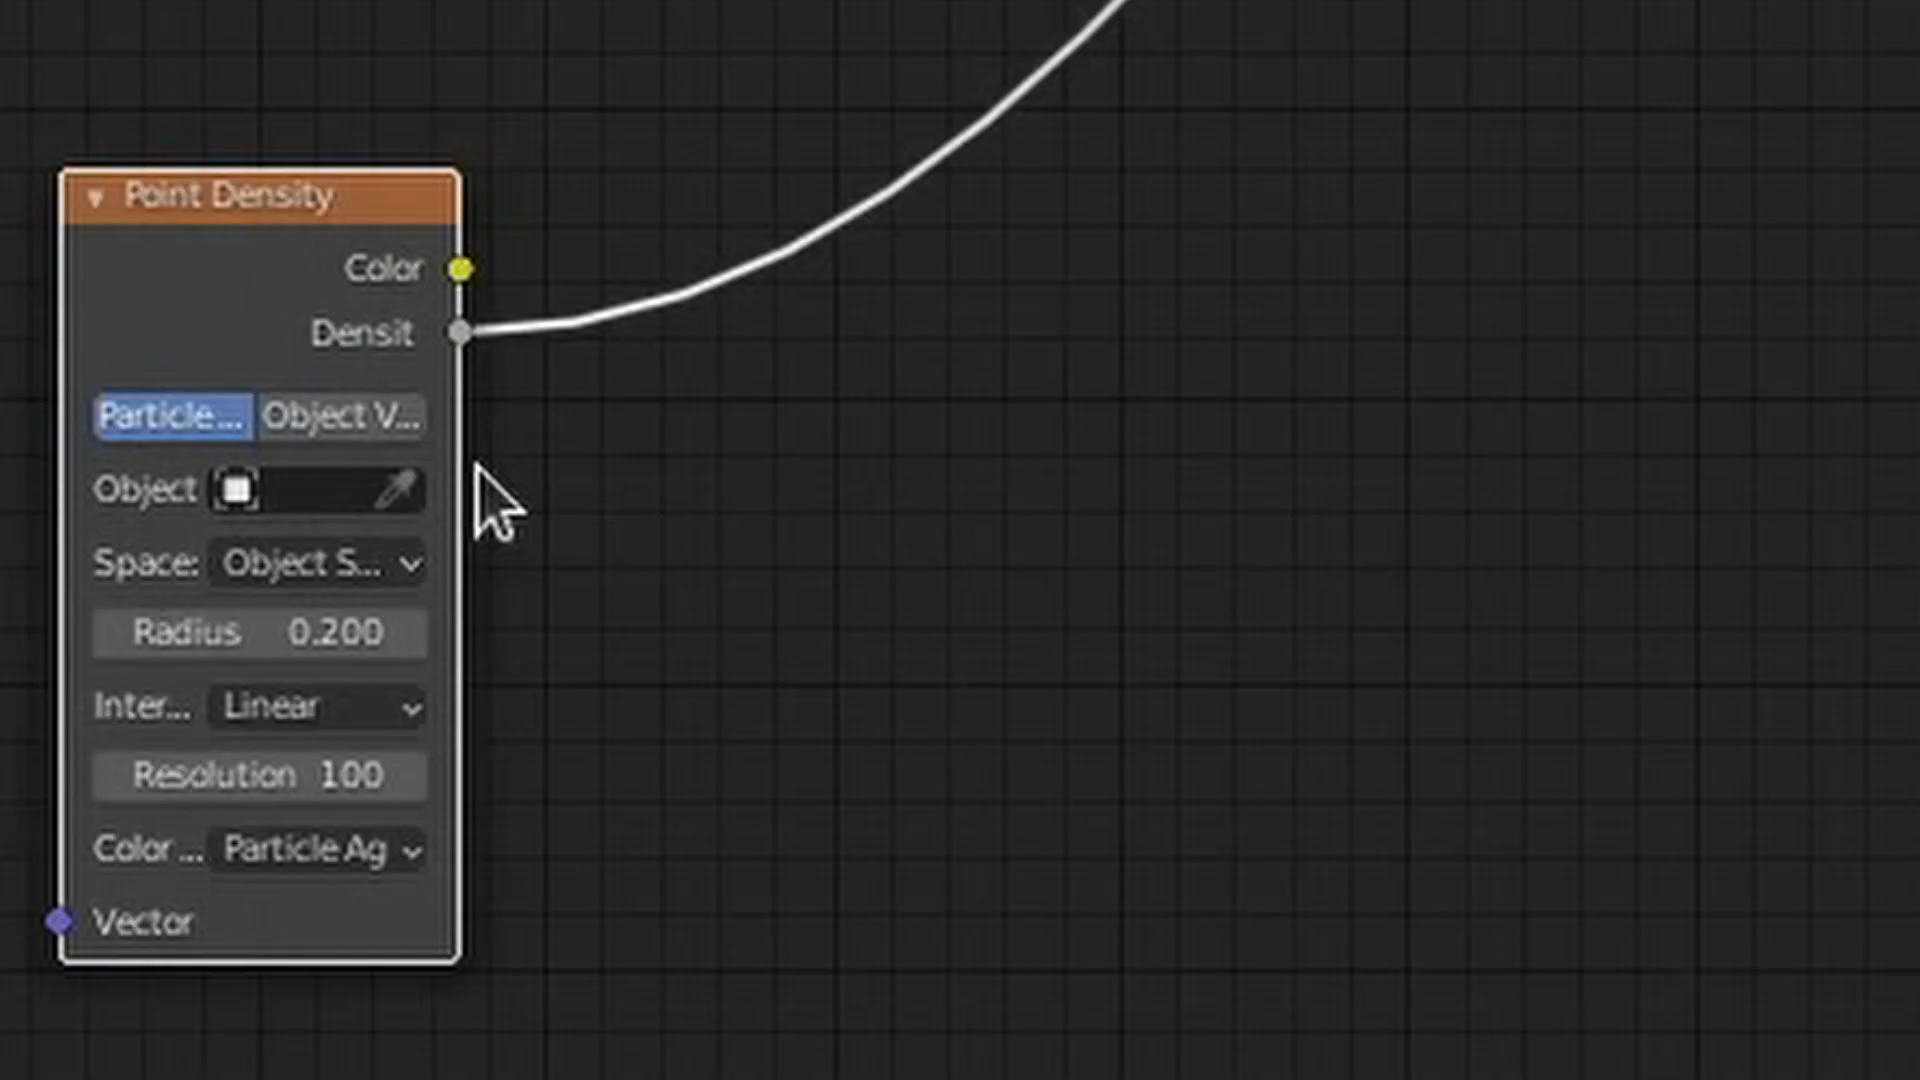 Point Density
Color
Densit
Particle... Object V...
Object
Space: Object S...
Radius 0.200
Inter... Linear
Resolution 100
Color ... Particle Ag
Vector